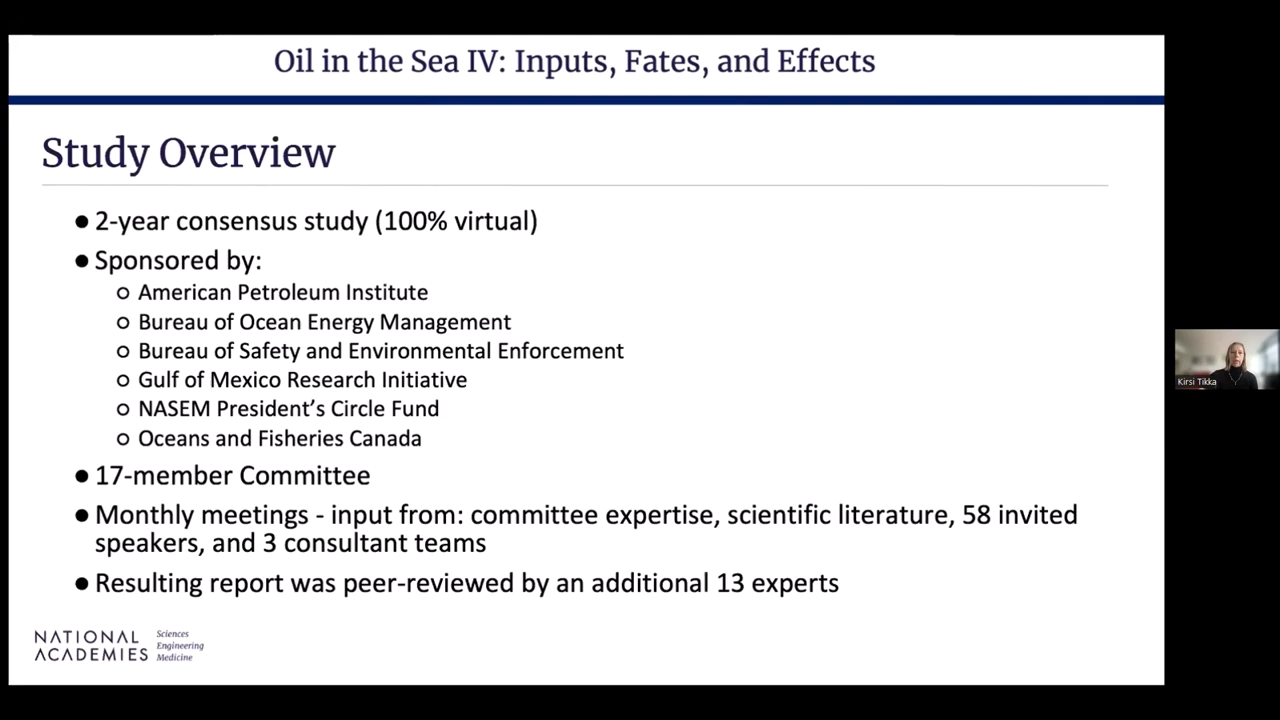 Oil in the Sea IV: Inputs, Fates, and Effects
Study Overview
● 2-year consensus study (100% virtual)
● Sponsored by:
○ American Petroleum Institute
○ Bureau of Ocean Energy Management
○ Bureau of Safety and Environmental Enforcement
○ Gulf of Mexico Research Initiative
○ NASEM President’s Circle Fund
○ Oceans and Fisheries Canada
● 17-member Committee
● Monthly meetings - input from: committee expertise, scientific literature, 58 invited
speakers, and 3 consultant teams
● Resulting report was peer-reviewed by an additional 13 experts
NATIONAL ACADEMIES
Sciences
Engineering
Medicine
Kirsi Tikka